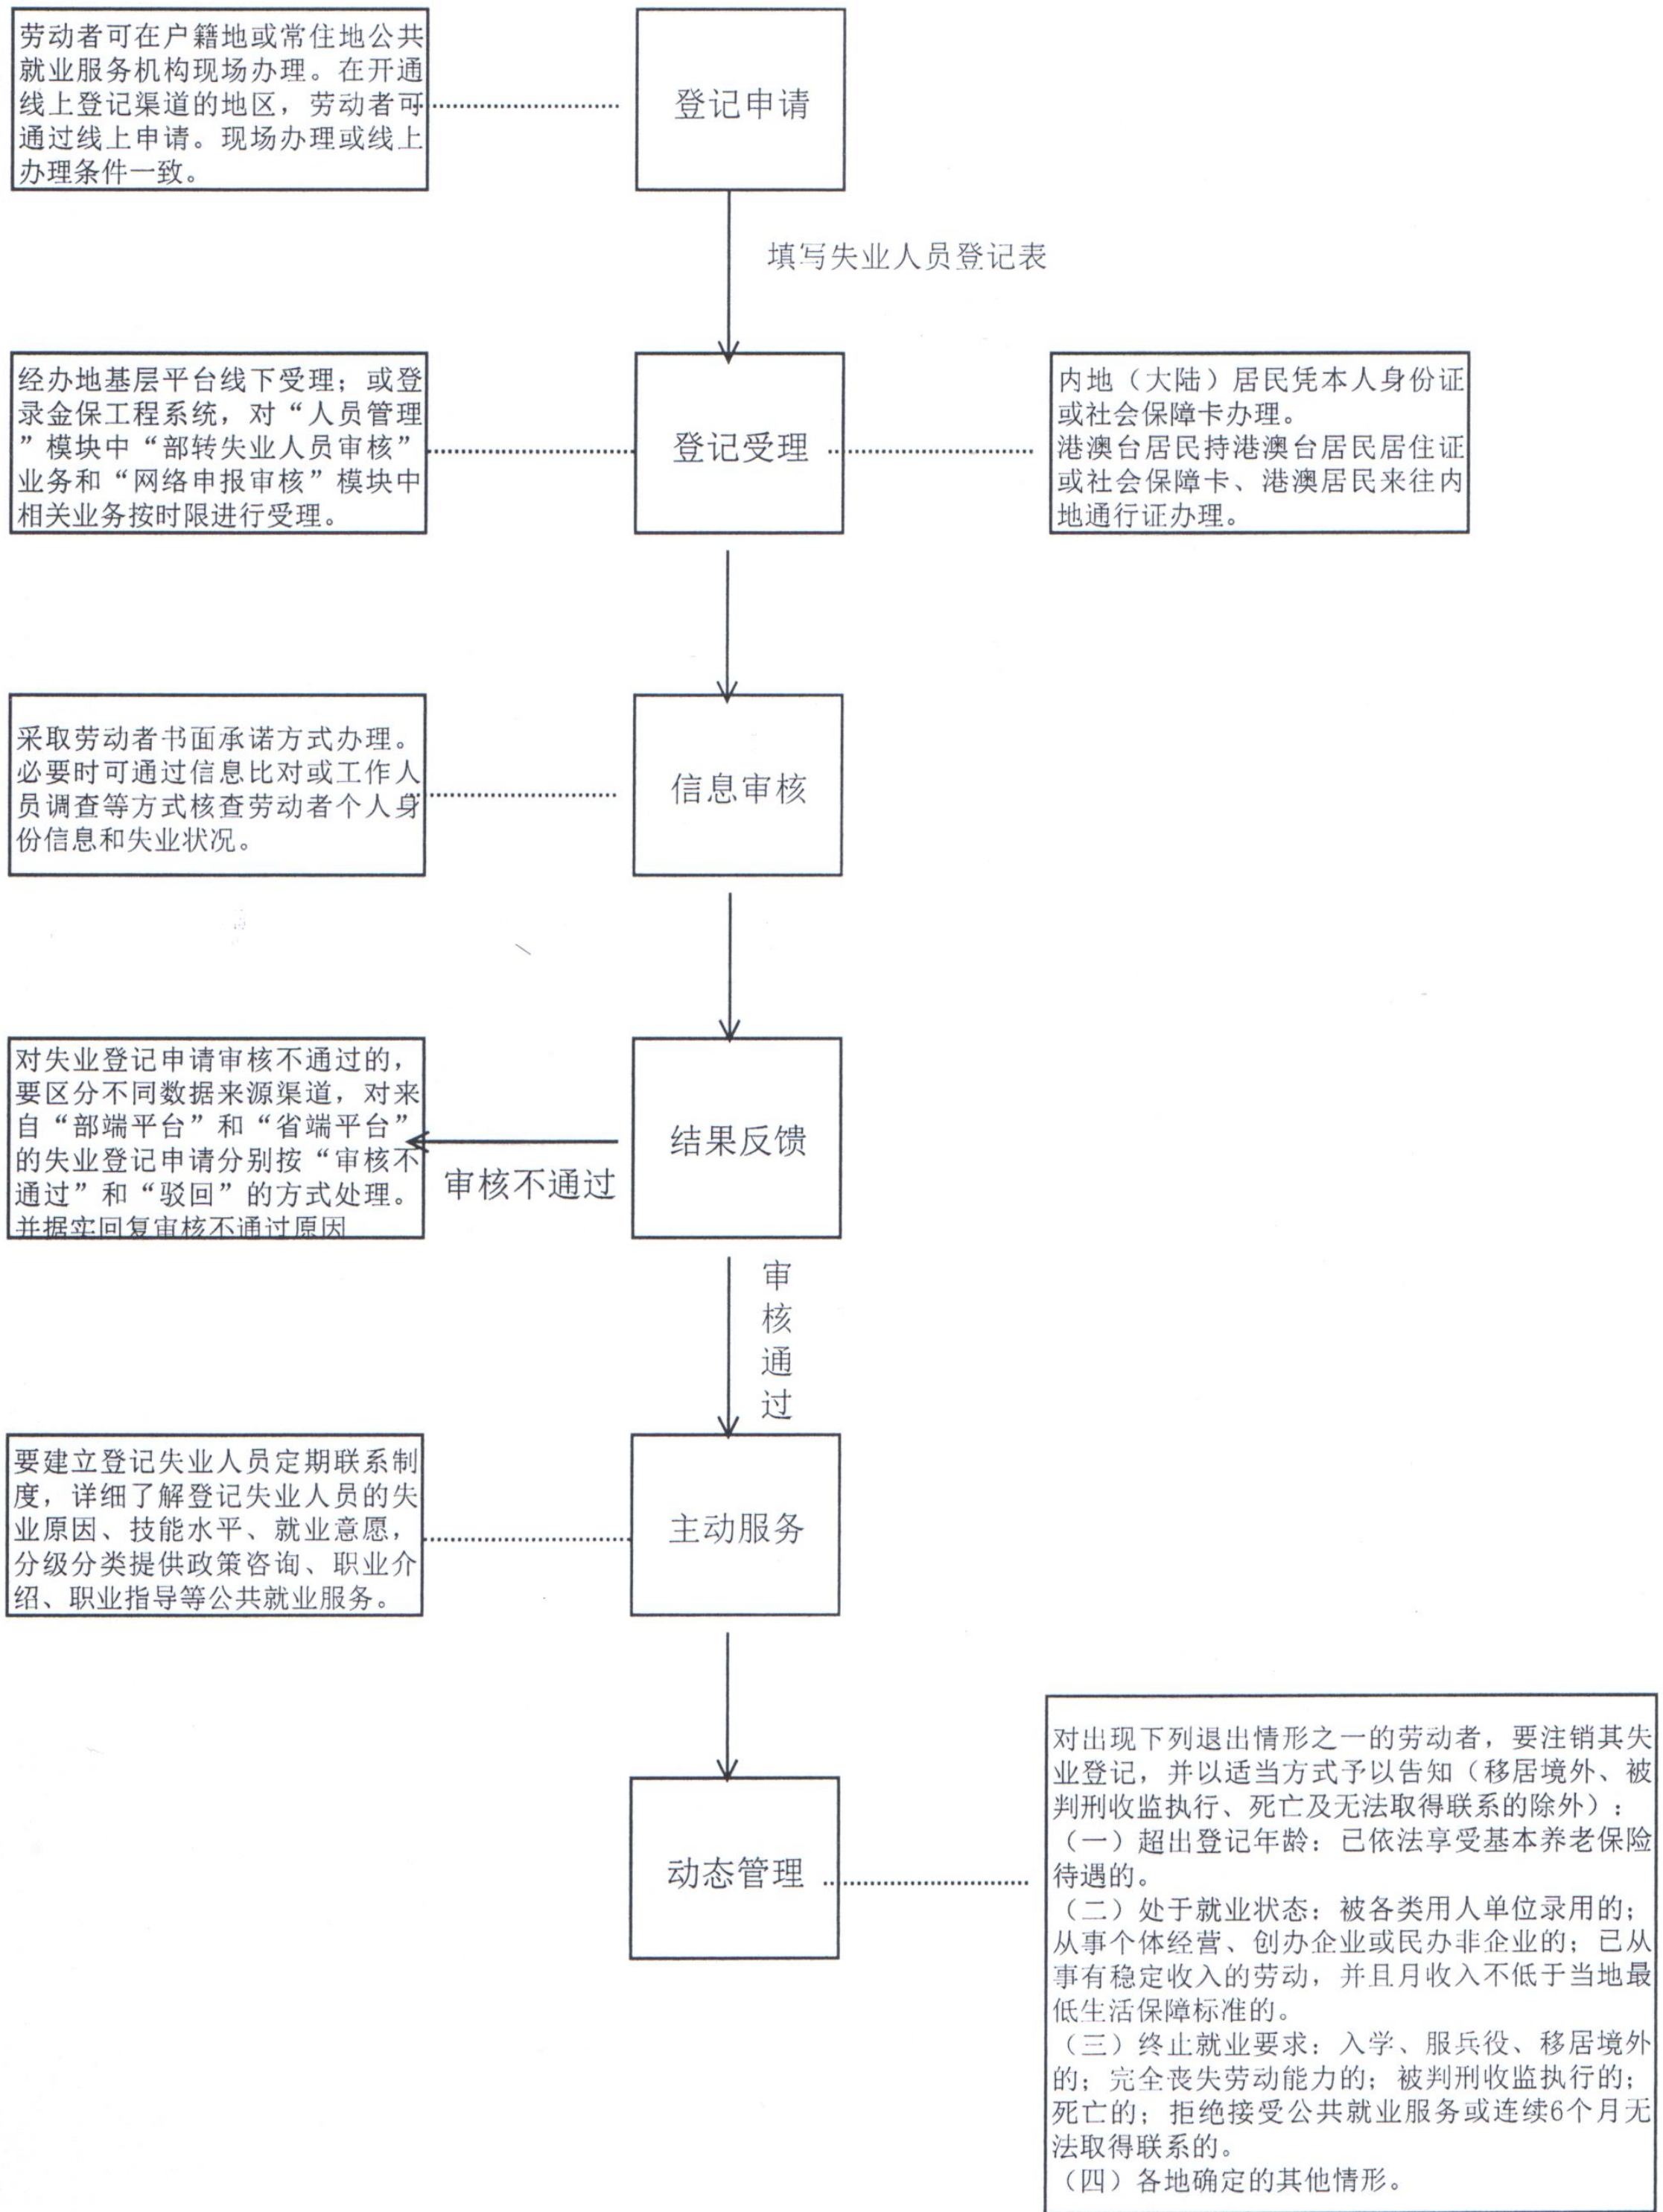 劳动者可在户籍地或常住地公共
就业服务机构现场办理。在开通
线上登记渠道的地区，劳动者可
通过线上申请。现场办理或线上
办理条件一致。
登记申请
填写失业人员登记表
经办地基层平台线下受理；或登
录金保工程系统，对“人员管理
”模块中“部转失业人员审核”
业务和“网络申报审核”模块中
相关业务按时限进行受理。
登记受理
内地（大陆）居民凭本人身份证
或社会保障卡办理。
港澳台居民持港澳台居民居住证
或社会保障卡、港澳居民来往内
地通行证办理。
采取劳动者书面承诺方式办理。
必要时可通过信息比对或工作人
员调查等方式核查劳动者个人身
份信息和失业状况。
信息审核
对失业登记申请审核不通过的，
要区分不同数据来源渠道，对来
自“部端平台”和“省端平台”
的失业登记申请分别按“审核不
通过”和“驳回”的方式处理。
并据实回复审核不通过原因
审核不通过
结果反馈
审核通过
要建立登记失业人员定期联系制
度，详细了解登记失业人员的失
业原因、技能水平、就业意愿，
分级分类提供政策咨询、职业介
绍、职业指导等公共就业服务。
主动服务
动态管理
对出现下列退出情形之一的劳动者，要注销其失
业登记，并以适当方式予以告知（移居境外、被
判刑收监执行、死亡及无法取得联系的除外）：
（一）超出登记年龄：已依法享受基本养老保险
待遇的。
（二）处于就业状态：被各类用人单位录用的；
从事个体经营、创办企业或民办非企业的；已从
事有稳定收入的劳动，并且月收入不低于当地最
低生活保障标准的。
（三）终止就业要求：入学、服兵役、移居境外
的；完全丧失劳动能力的；被判刑收监执行的；
死亡的；拒绝接受公共就业服务或连续6个月无
法取得联系的。
（四）各地确定的其他情形。